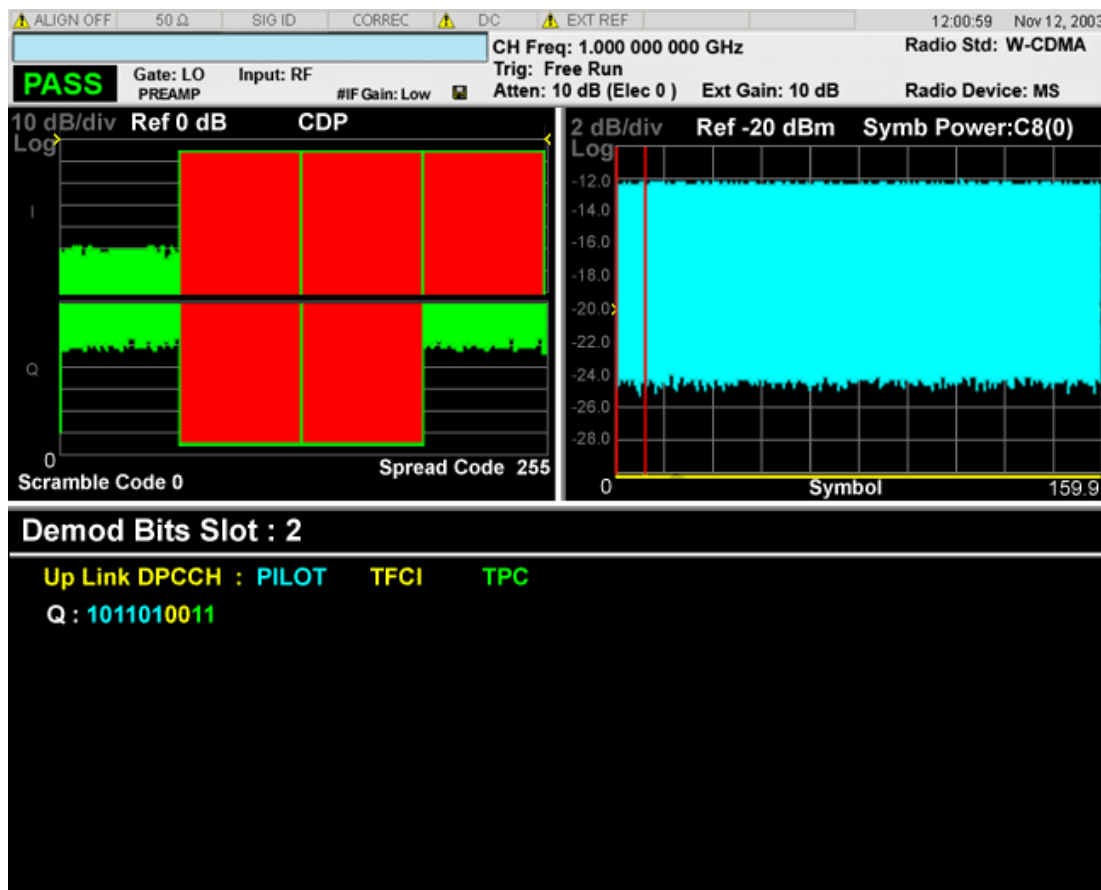 ALIGN OFF 50 Ω SIG ID CORREC DC EXT REF 12:00:59 Nov 12, 2003
CH Freq: 1.000 000 000 GHz Radio Std: W-CDMA
PASS Gate: LO Input: RF Trig: Free Run
PREAMP #IF Gain: Low Atten: 10 dB (Elec 0 ) Ext Gain: 10 dB Radio Device: MS
10 dB/div Ref 0 dB CDP
Log
I
Q
0
Spread Code 255
Scramble Code 0
2 dB/div Ref -20 dBm Symb Power:C8(0)
Log
-12.0
-14.0
-16.0
-18.0
-20.0
-22.0
-24.0
-26.0
-28.0
0 Symbol 159.9
Demod Bits Slot : 2
Up Link DPCCH : PILOT TFCI TPC
Q : 1011010011